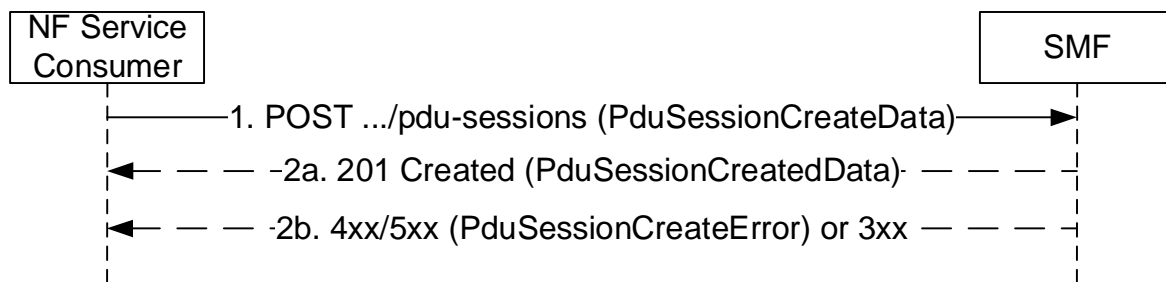 NF Service
Consumer
SMF
1. POST .../pdu-sessions (PduSessionCreateData)
2a. 201 Created (PduSessionCreatedData)
2b. 4xx/5xx (PduSessionCreateError) or 3xx